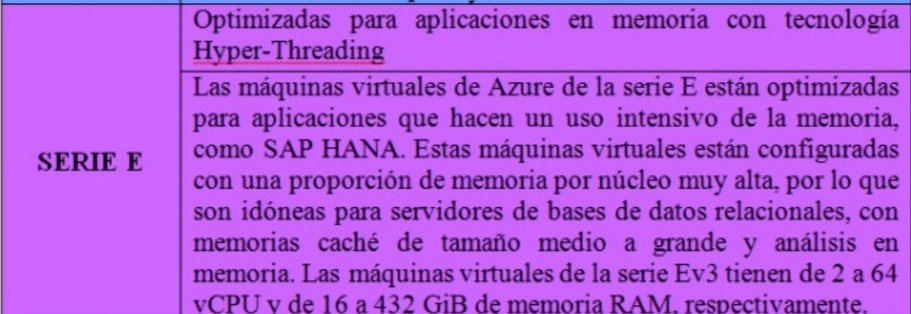 Optimizadas para aplicaciones en memoria con tecnología
Hyper-Threading
SERIE E
Las máquinas virtuales de Azure de la serie E están optimizadas
para aplicaciones que hacen un uso intensivo de la memoria,
como SAP HANA. Estas máquinas virtuales están configuradas
con una proporción de memoria por núcleo muy alta, por lo que
son idóneas para servidores de bases de datos relacionales, con
memorias caché de tamaño medio a grande y análisis en
memoria. Las máquinas virtuales de la serie Ev3 tienen de 2 a 64
vCPU y de 16 a 432 GiB de memoria RAM, respectivamente.